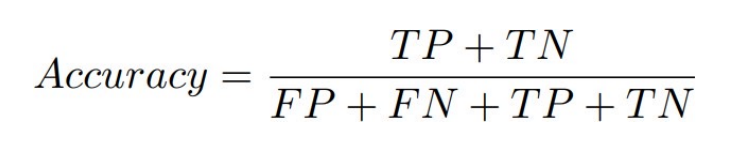 Accuracy = TP + TN
FP + FN + TP + TN